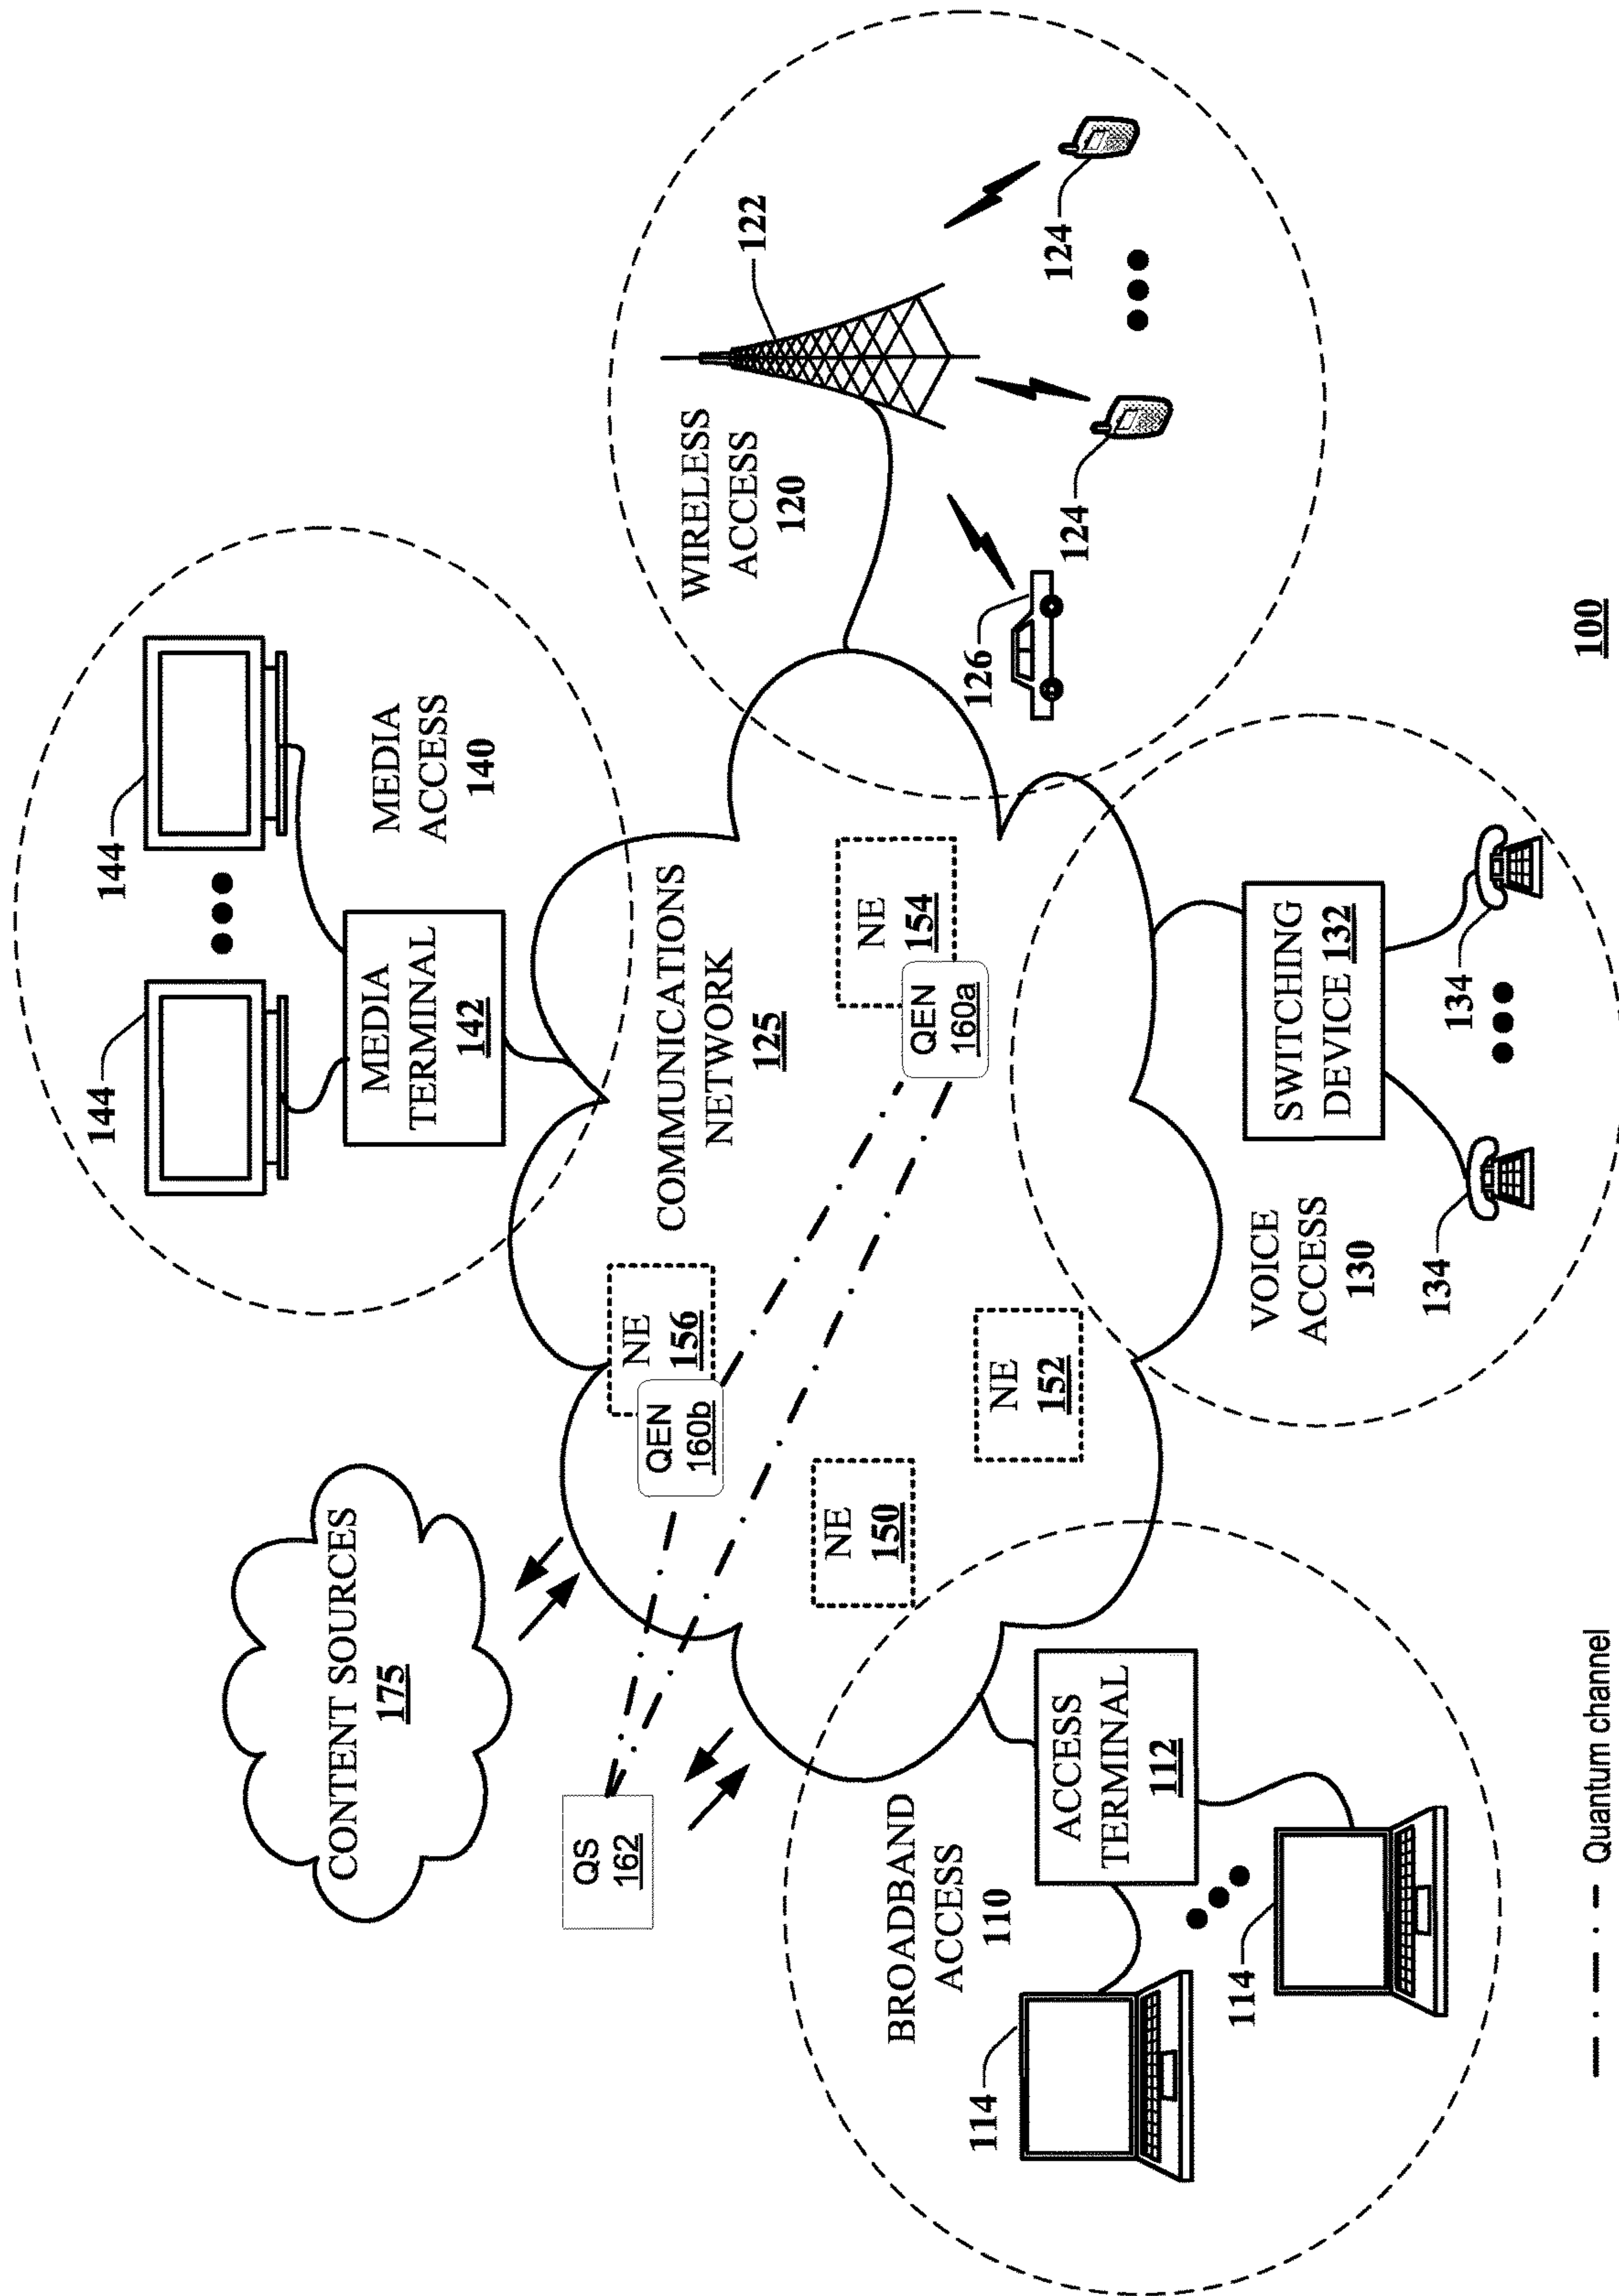 CONTENT SOURCES
175
QS
162
144
144
MEDIA
TERMINAL
142
MEDIA
ACCESS
140
NE
156
QEN
160b
COMMUNICATIONS
NETWORK
125
WIRELESS
ACCESS
120
122
BROADBAND
ACCESS
110
NE
150
NE
152
NE
154
QEN
160a
126
124
124
114
ACCESS
TERMINAL
112
114
VOICE
ACCESS
130
SWITCHING
DEVICE 132
134
134
Quantum channel
100